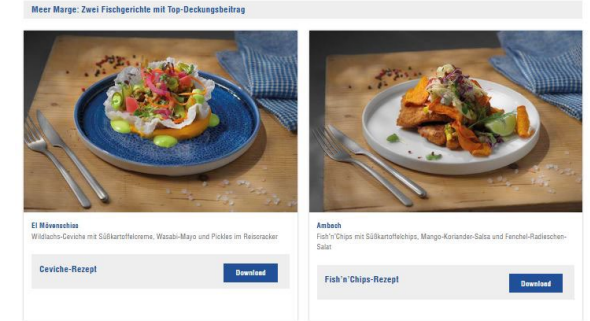 Meer Marge: Zwei Fischgerichte mit Top-Deckungsbeitrag
El Mövenschiss
Wildlachs-Ceviche mit Süßkartoffelcreme, Wasabi-Mayo und Pickles im Reiscracker
Ceviche-Rezept
Download
Ambach
Fish'n'Chips mit Süßkartoffelchips, Mango-Koriander-Salsa und Fenchel-Radieschen-
Salat
Fish'n'Chips-Rezept
Download